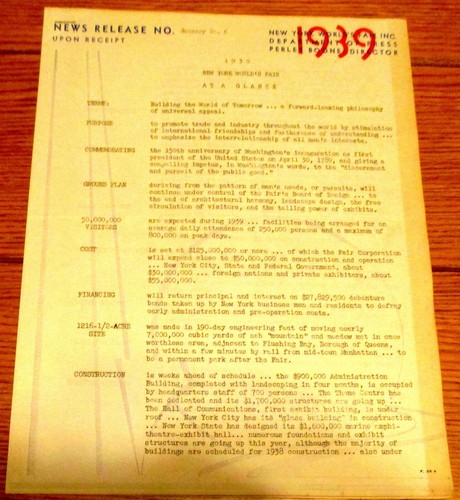 NEWS RELEASE NO.
UPON RECEIPT
NEW YORK WORLD'S FAIR INC.
DEPARTMENT OF PRESS
PERLEY BOONE, DIRECTOR
1939
1939
NEW YORK WORLD'S FAIR
AT A GLANCE
THEME: Building the World of Tomorrow ... a forward-looking philosophy
of universal appeal.
PURPOSE to promote trade and industry throughout the world by stimulation
of international friendships and furtherance of understanding ...
to emphasize the interrelationship of all men's interests.
COMMEMORATING the 150th anniversary of Washington's inauguration as first
president of the United States on April 30, 1789, and giving a
compelling impetus, in Washington's words, to the "discernment
and pursuit of the public good."
GROUND PLAN deriving from the pattern of man's needs, or pursuits, will
continue under control of the Fair's Board of Design ... to
the end of architectural harmony, landscape design, the free
circulation of visitors, and the telling power of exhibits.
50,000,000 are expected during 1939 ... facilities being arranged for an
VISITORS average daily attendance of 250,000 persons and a maximum of
800,000 on peak days.
COST is set at $125,000,000 or more ... of which the Fair Corporation
will expend close to $50,000,000 on construction and operation
... New York City, State and Federal Government, about
$30,000,000 ... foreign nations and private exhibitors, about
$55,000,000.
FINANCING will return principal and interest on $27,829,500 debenture
bonds taken up by New York business men and residents to defray
early administration and pre-operation costs.
1216-1/2-ACRE was made in 190-day engineering feat of moving nearly
SITE 7,000,000 cubic yards of ash "mountain" and meadow met in once
worthless area, adjacent to Flushing Bay, Borough of Queens,
and within a few minutes by rail from mid-town Manhattan ... to
be a permanent park after the Fair.
CONSTRUCTION is weeks ahead of schedule ... the $900,000 Administration
Building, completed with landscaping in four months, is occupied
by headquarters staff of 700 persons ... The Theme Centre has
been dedicated and its $1,700,000 structures are going up ...
The Hall of Communications, first exhibit building, is under
roof ... New York City has its "glass building" in construction
... New York State has designed its $1,600,000 marine amphi-
theatre-exhibit hall... numerous foundations and exhibit
structures are going up this year, although the majority of
buildings are scheduled for 1938 construction ... also under